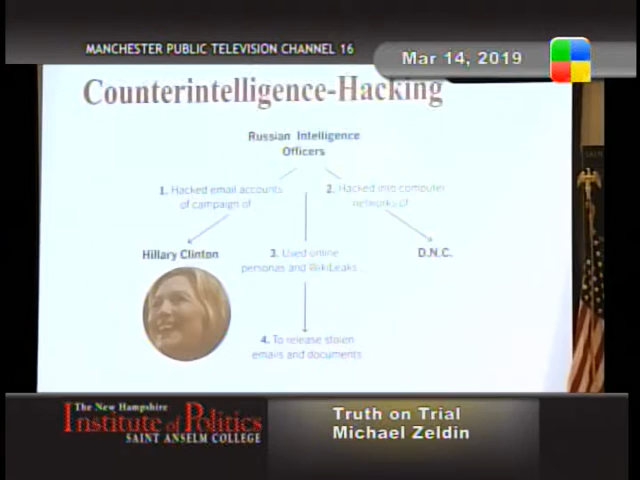 MANCHESTER PUBLIC TELEVISION CHANNEL 16
Mar 14, 2019
Counterintelligence-Hacking
Russian Intelligence
Officers
1. Hacked email accounts
of campaign of
2. Hacked into computer
networks of
Hillary Clinton
3. Used online
personas and WikiLeaks
D.N.C.
4. To release stolen
emails and documents
The New Hampshire
Institute of Politics
SAINT ANSELM COLLEGE
Truth on Trial
Michael Zeldin